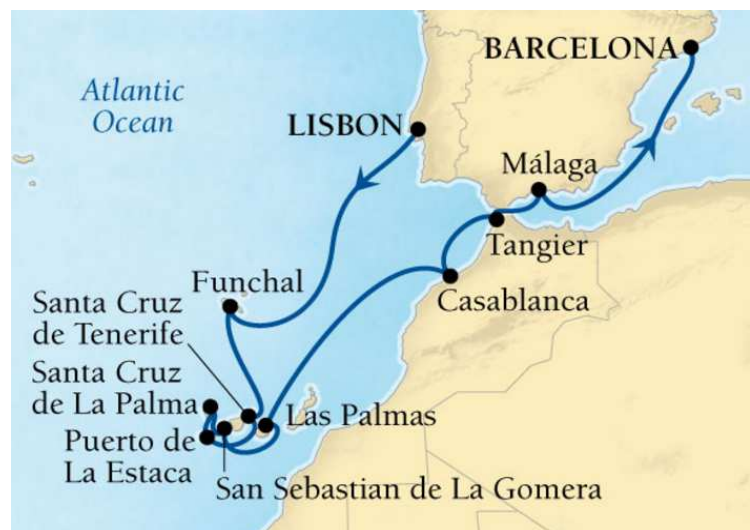 BARCELONA
Atlantic
Ocean
LISBON
Málaga
Tangier
Funchal
Casablanca
Santa Cruz
de Tenerife
Santa Cruz
de La Palma
Las Palmas
Puerto de
La Estaca
San Sebastian de La Gomera